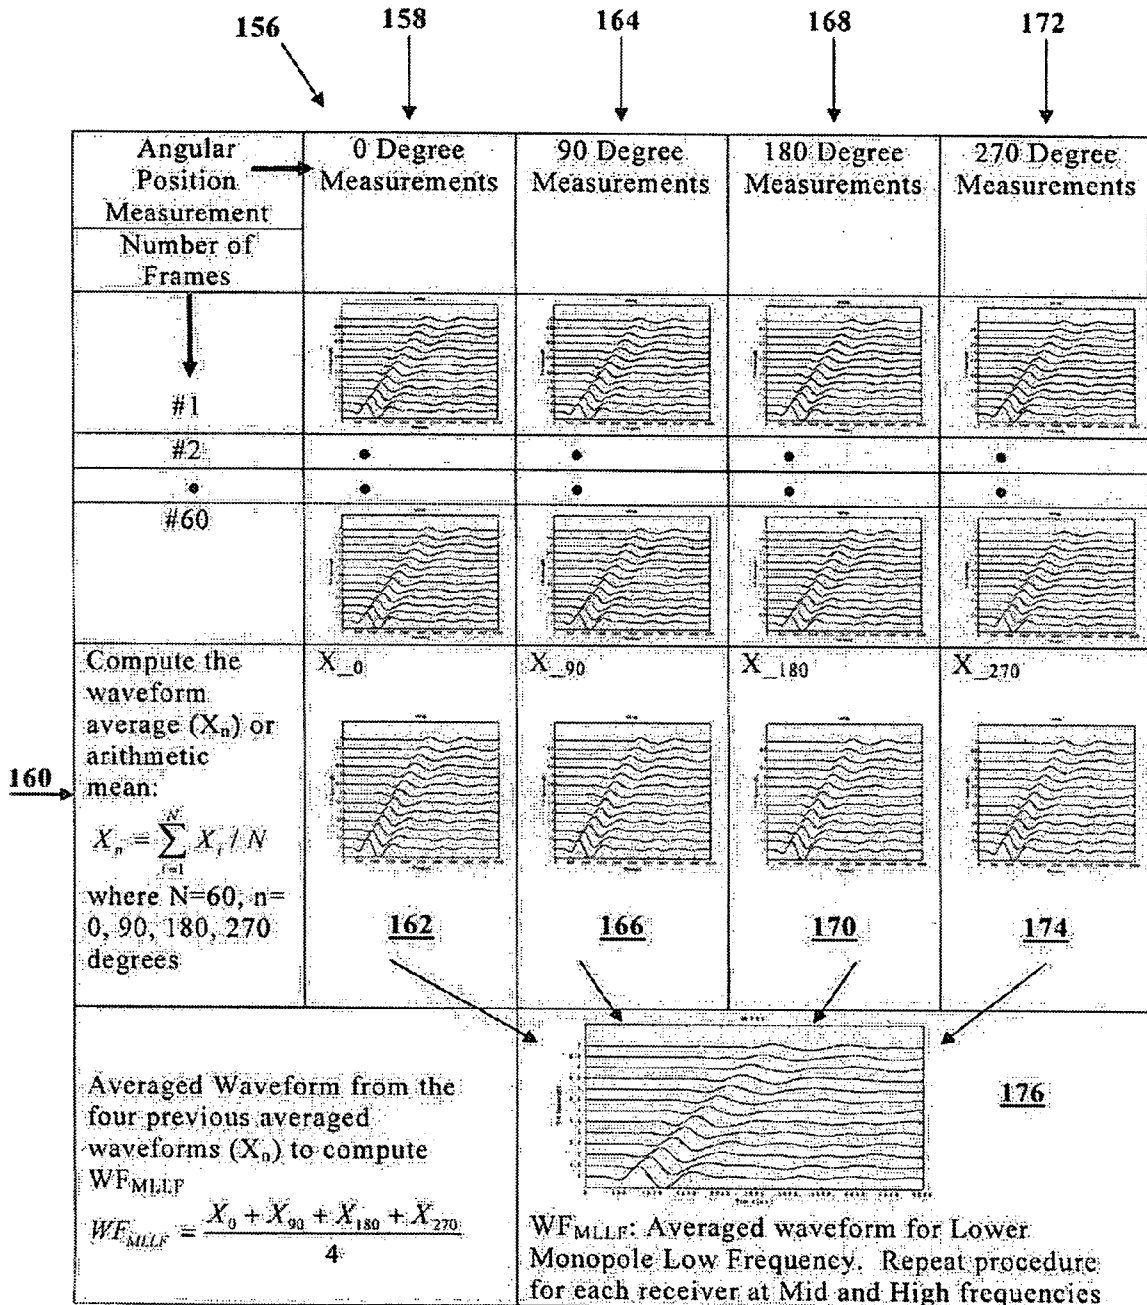 156
158
164
168
172
Angular
Position
Measurement
0 Degree
Measurements
90 Degree
Measurements
180 Degree
Measurements
270 Degree
Measurements
Number of
Frames
#1
#2
#60
160
Compute the
waveform
average (Xₙ) or
arithmetic
mean:
Xₙ = ∑ᵢ₌₁ᴺ Xᵢ / N
where N=60, n=
0, 90, 180, 270
degrees
X_0
X_90
X_180
X_270
162
166
170
174
Averaged Waveform from the
four previous averaged
waveforms (Xₙ) to compute
WF_MLLF
WF_MLLF = (X₀ + X₉₀ + X₁₈₀ + X₂₇₀) / 4
176
WF_MLLF: Averaged waveform for Lower
Monopole Low Frequency. Repeat procedure
for each receiver at Mid and High frequencies